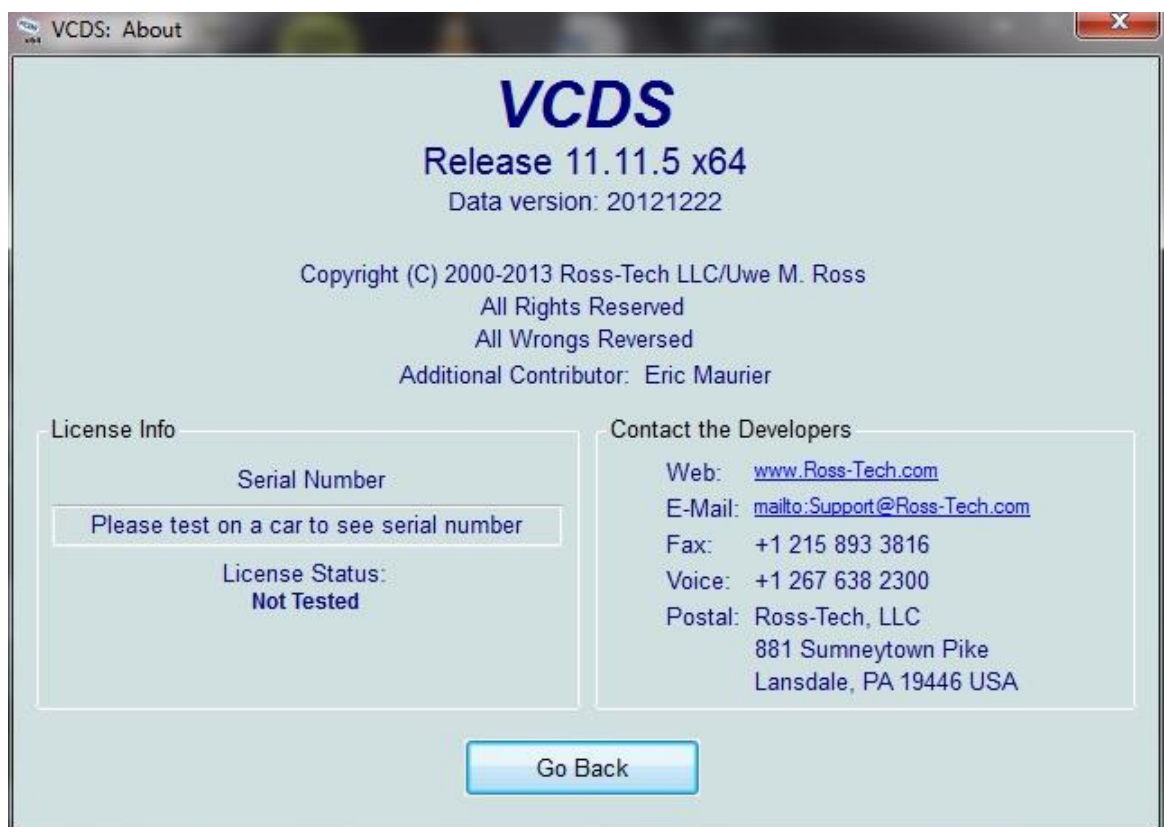 VCDS: About
VCDS
Release 11.11.5 x64
Data version: 20121222
Copyright (C) 2000-2013 Ross-Tech LLC/Uwe M. Ross
All Rights Reserved
All Wrongs Reversed
Additional Contributor: Eric Maurier
License Info
Serial Number
Please test on a car to see serial number
License Status:
Not Tested
Contact the Developers
Web: www.Ross-Tech.com
E-Mail: mailto:Support@Ross-Tech.com
Fax: +1 215 893 3816
Voice: +1 267 638 2300
Postal: Ross-Tech, LLC
881 Sumneytown Pike
Lansdale, PA 19446 USA
Go Back